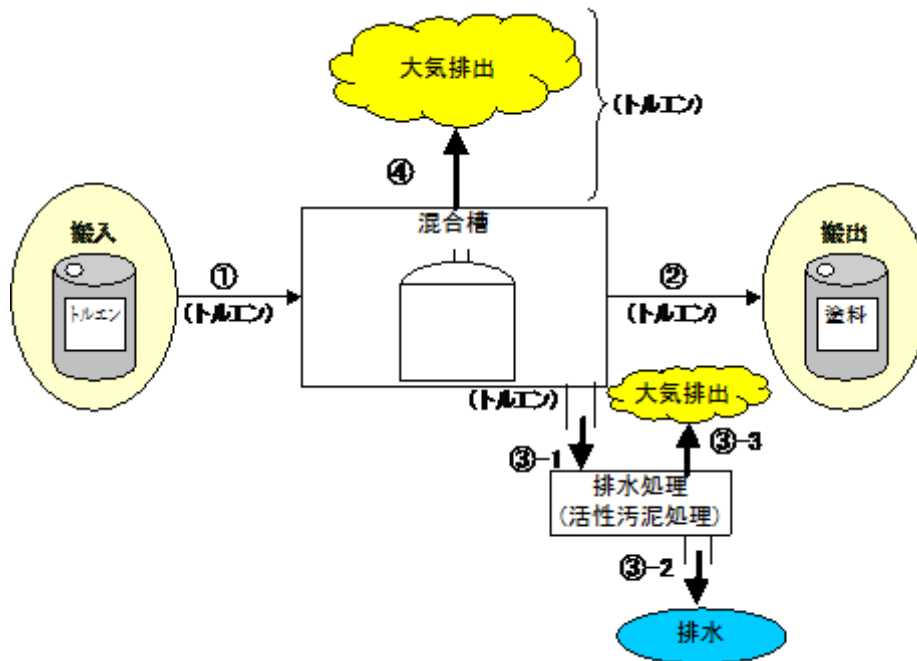 大気排出
(トルエン)
④
搬入
トルエン
①
(トルエン)
混合槽
②
(トルエン)
搬出
塗料
(トルエン)
大気排出
③-1
③-3
排水処理
(活性汚泥処理)
③-2
排水